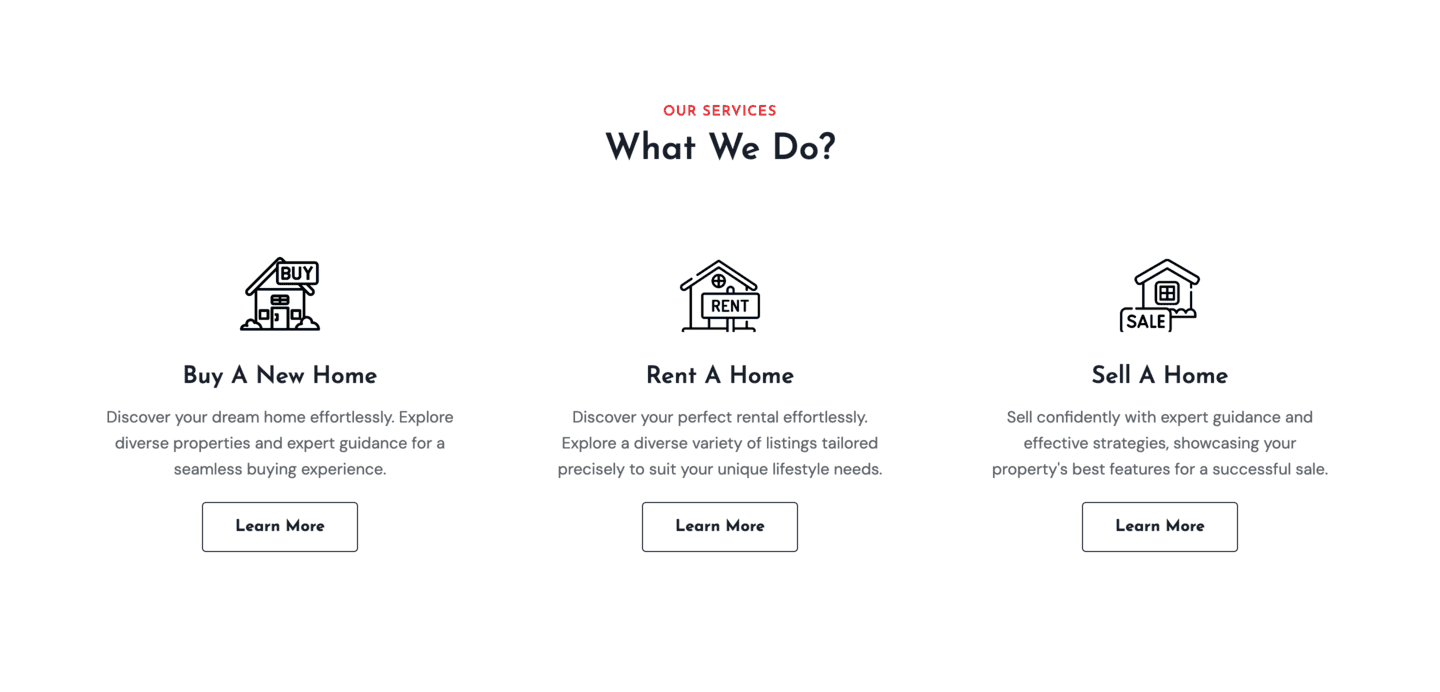 OUR SERVICES
What We Do?
BUY
RENT
SALE
Buy A New Home
Discover your dream home effortlessly. Explore
diverse properties and expert guidance for a
seamless buying experience.
Learn More
Rent A Home
Discover your perfect rental effortlessly.
Explore a diverse variety of listings tailored
precisely to suit your unique lifestyle needs.
Learn More
Sell A Home
Sell confidently with expert guidance and
effective strategies, showcasing your
property's best features for a successful sale.
Learn More